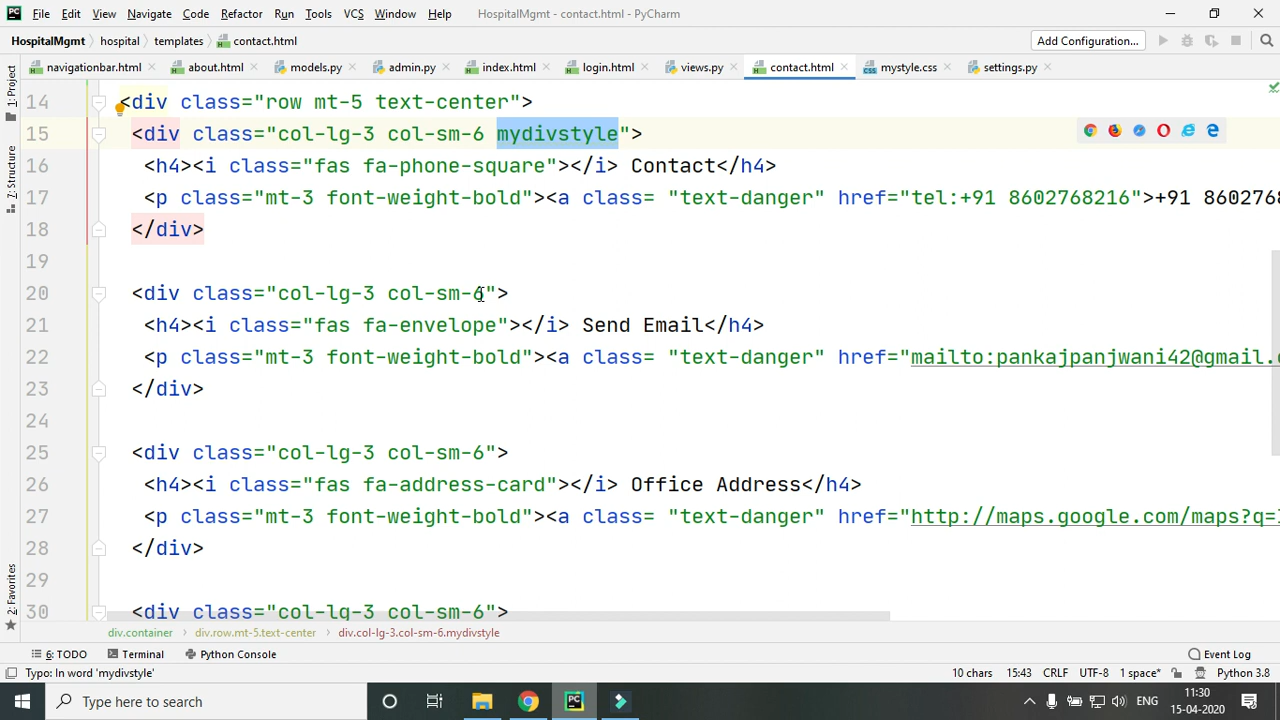 File Edit View Navigate Code Refactor Run Tools VCS Window Help HospitalMgmt - contact.html - PyCharm
HospitalMgmt hospital templates contact.html Add Configuration...
navigationbar.html about.html models.py admin.py index.html login.html views.py contact.html mystyle.css settings.py
1: Project
7: Structure
2: Favorites
14 <div class="row mt-5 text-center">
15 <div class="col-lg-3 col-sm-6 mydivstyle">
16 <h4><i class="fas fa-phone-square"></i> Contact</h4>
17 <p class="mt-3 font-weight-bold"><a class= "text-danger" href="tel:+91 8602768216">+91 860276
18 </div>
19
20 <div class="col-lg-3 col-sm-6">
21 <h4><i class="fas fa-envelope"></i> Send Email</h4>
22 <p class="mt-3 font-weight-bold"><a class= "text-danger" href="mailto:pankajpanjwani42@gmail.
23 </div>
24
25 <div class="col-lg-3 col-sm-6">
26 <h4><i class="fas fa-address-card"></i> Office Address</h4>
27 <p class="mt-3 font-weight-bold"><a class= "text-danger" href="http://maps.google.com/maps?q=
28 </div>
29
30 <div class="col-lg-3 col-sm-6">
div.container div.row.mt-5.text-center div.col-lg-3.col-sm-6.mydivstyle
6: TODO Terminal Python Console Event Log
Typo: In word 'mydivstyle' 10 chars 15:43 CRLF UTF-8 1 space* Python 3.8
Type here to search ENG 11:30
15-04-2020